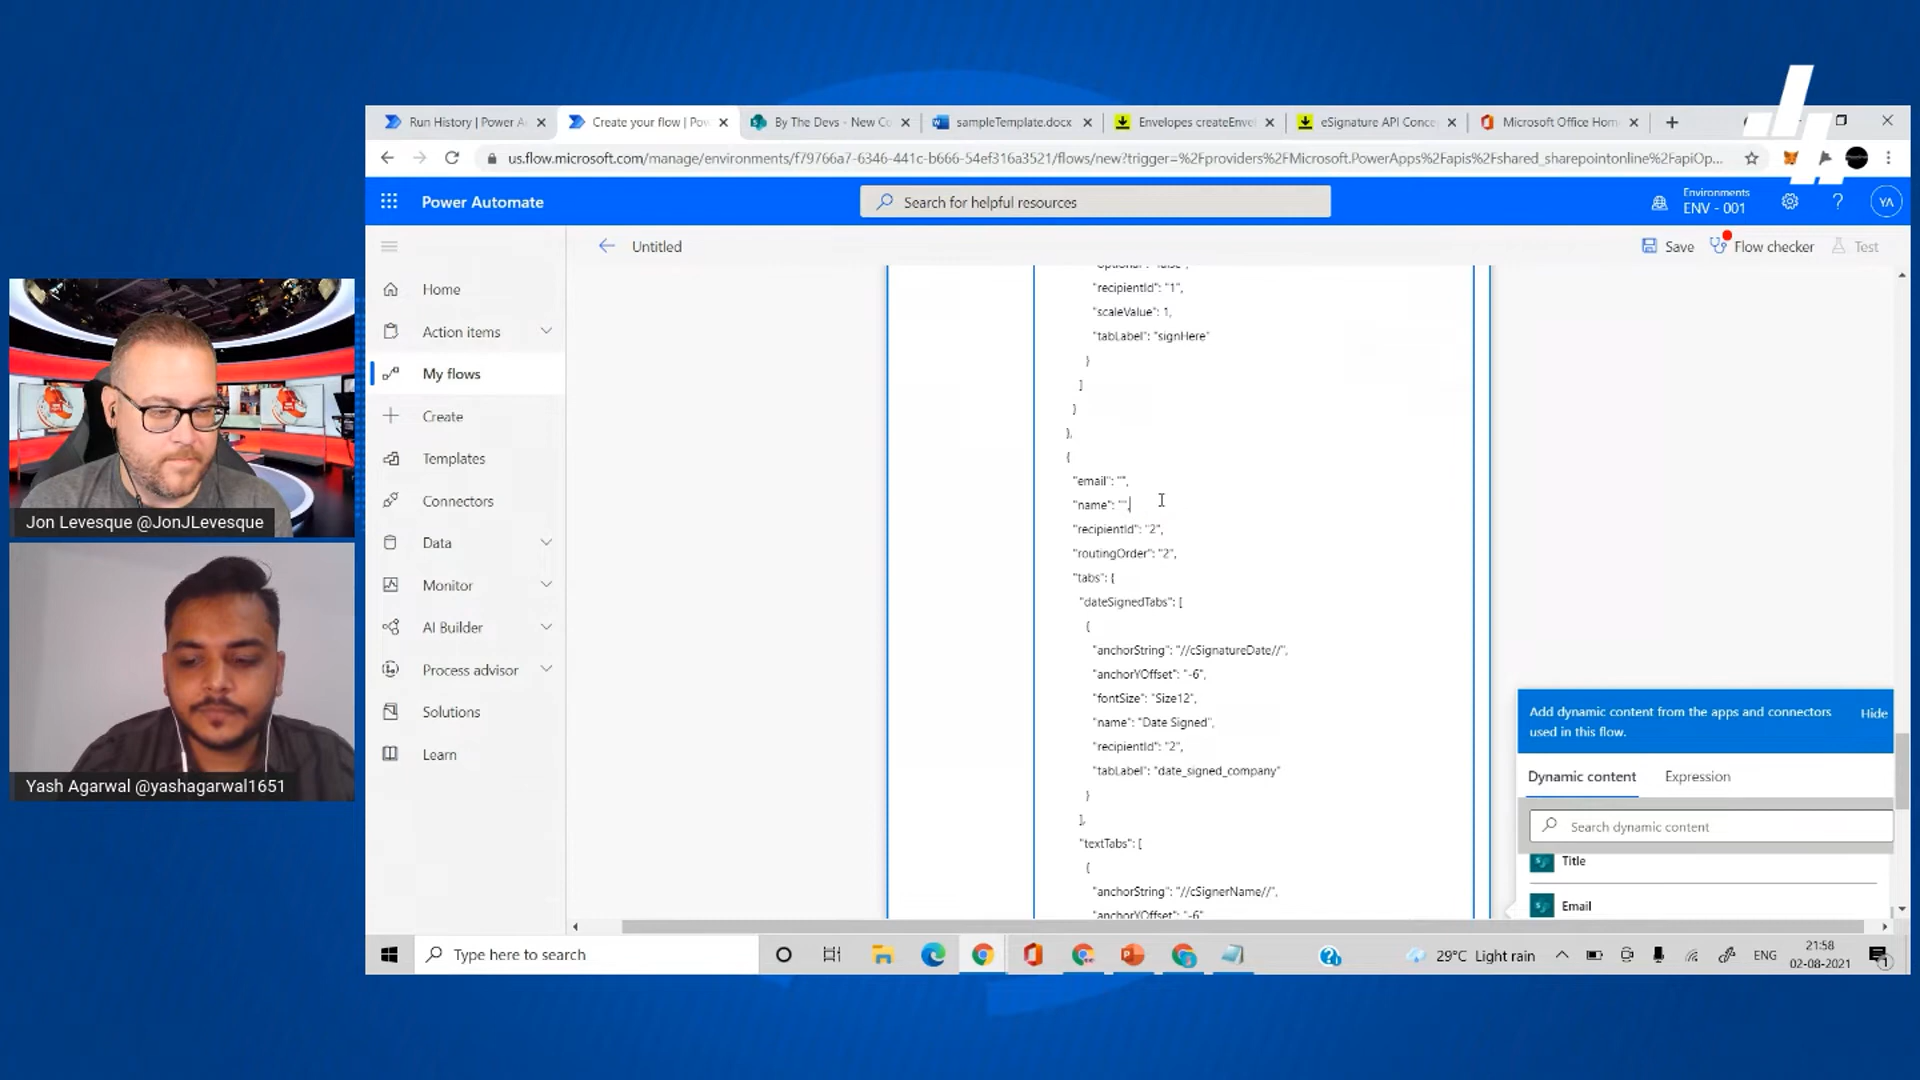 Run History | Power A
Create your flow | Pow
By The Devs - New Co
sampleTemplate.docx
Envelopes createEnve
eSignature API Conce
Microsoft Office Hom
us.flow.microsoft.com/manage/environments/f79766a7-6346-441c-b666-54ef316a3521/flows/new?trigger=%2Fproviders%2FMicrosoft.PowerApps%2Fapis%2Fshared_sharepointonline%2FapiOp...
Power Automate
Search for helpful resources
Environments
ENV - 001
YA
Untitled
Save
Flow checker
Test
Home
Action items
My flows
Create
Templates
Connectors
Data
Monitor
AI Builder
Process advisor
Solutions
Learn
"optional": "false",
"recipientId": "1",
"scaleValue": 1,
"tabLabel": "signHere"
}
]
}
},
{
"email": "",
"name": "",
"recipientId": "2",
"routingOrder": "2",
"tabs": {
"dateSignedTabs": [
{
"anchorString": "//cSignatureDate//",
"anchorYOffset": "-6",
"fontSize": "Size12",
"name": "Date Signed",
"recipientId": "2",
"tabLabel": "date_signed_company"
}
],
"textTabs": [
{
"anchorString": "//cSignerName//",
"anchorYOffset": "-6"
Add dynamic content from the apps and connectors
used in this flow.
Hide
Dynamic content
Expression
Search dynamic content
Title
Email
Jon Levesque @JonJLevesque
Yash Agarwal @yashagarwal1651
Type here to search
29°C Light rain
ENG
21:58
02-08-2021
1